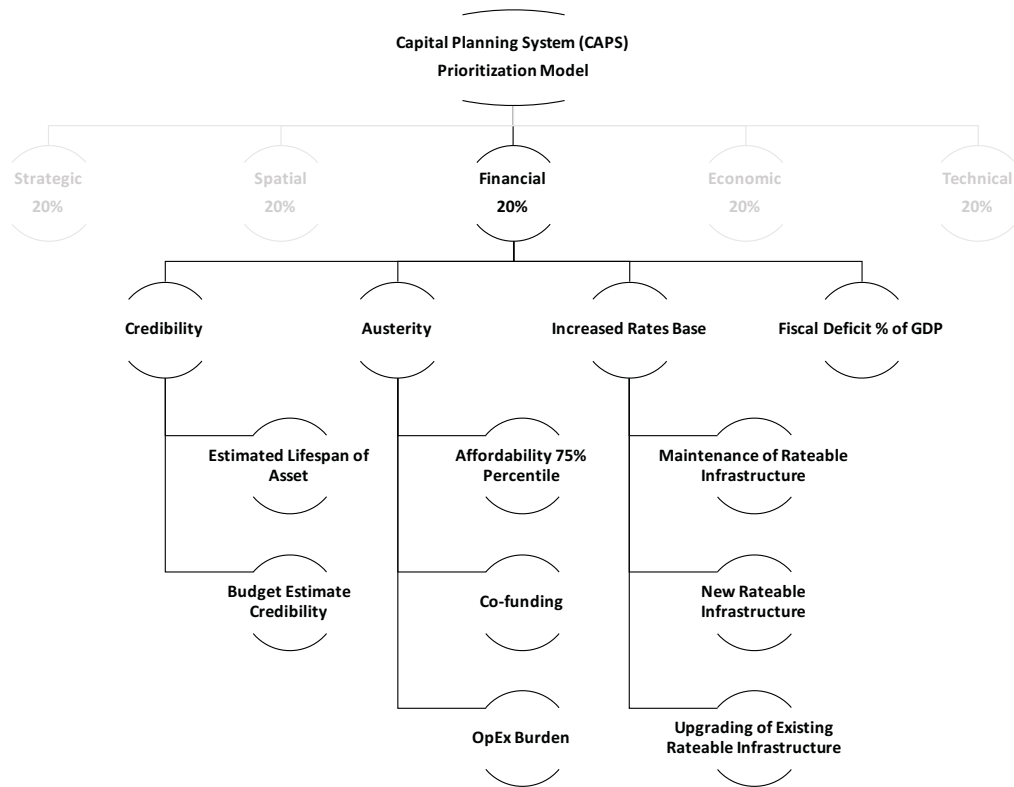 Capital Planning System (CAPS)
Prioritization Model
Strategic
20%
Spatial
20%
Financial
20%
Economic
20%
Technical
20%
Credibility
Austerity
Increased Rates Base
Fiscal Deficit % of GDP
Estimated Lifespan of
Asset
Affordability 75%
Percentile
Maintenance of Rateable
Infrastructure
Budget Estimate
Credibility
Co-funding
New Rateable
Infrastructure
OpEx Burden
Upgrading of Existing
Rateable Infrastructure